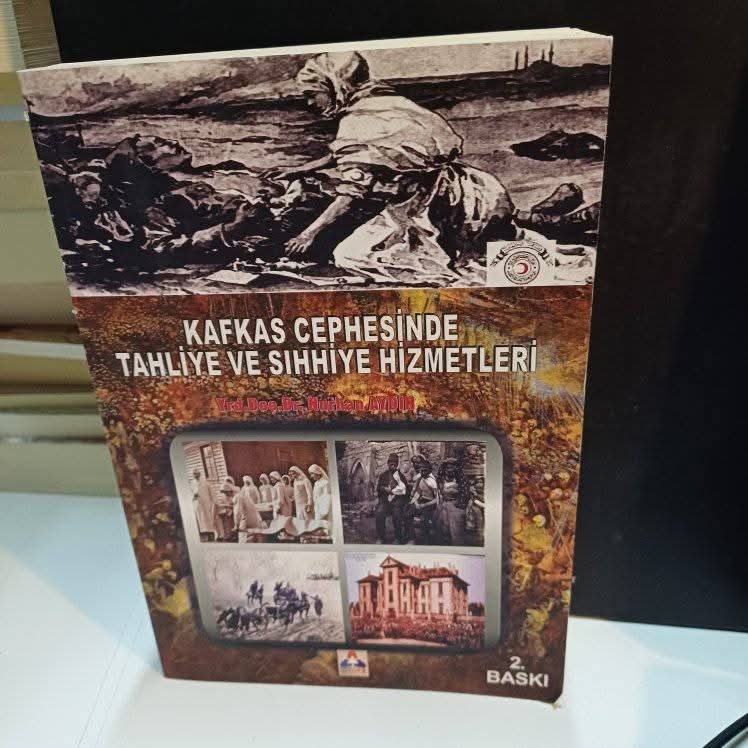 KAFKAS CEPHESİNDE
TAHLİYE VE SIHHİYE HİZMETLERİ
Yrd.Doç.Dr. Nurhan AYDIN
2.
BASKI